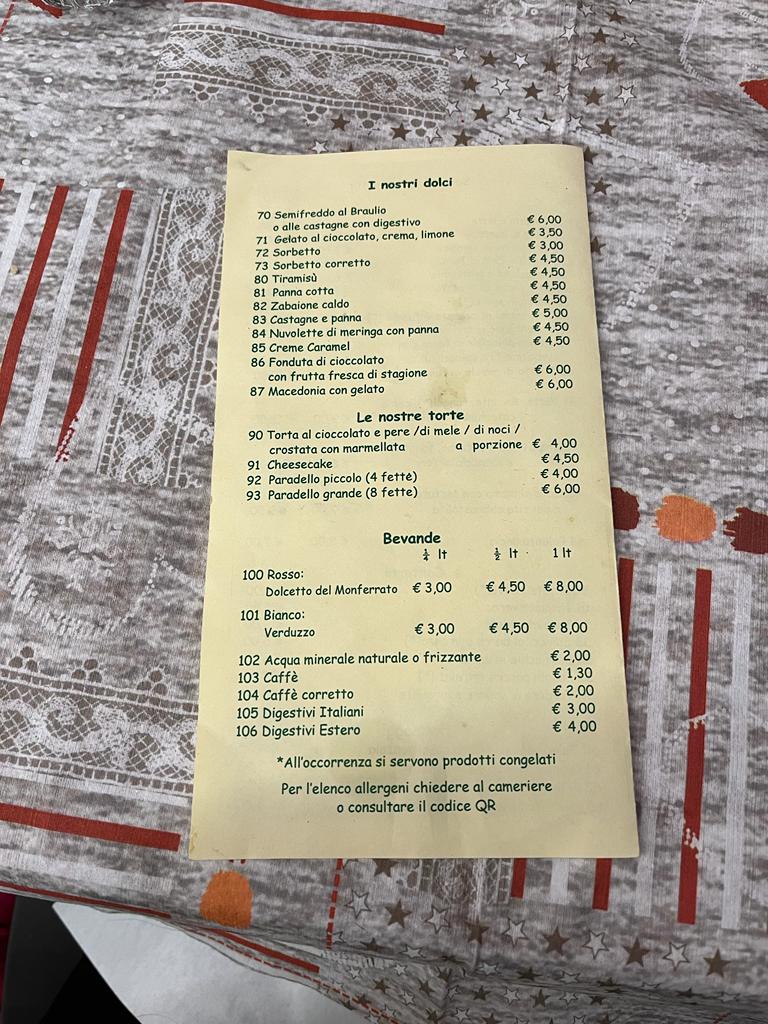 I nostri dolci
70 Semifreddo al Braulio
o alle castagne con digestivo € 6,00
71 Gelato al cioccolato, crema, limone € 3,50
72 Sorbetto € 3,00
73 Sorbetto corretto € 4,50
80 Tiramisù € 4,50
81 Panna cotta € 4,50
82 Zabaione caldo € 4,50
83 Castagne e panna € 5,00
84 Nuvolette di meringa con panna € 4,50
85 Creme Caramel € 4,50
86 Fonduta di cioccolato
con frutta fresca di stagione € 6,00
87 Macedonia con gelato € 6,00
Le nostre torte
90 Torta al cioccolato e pere /di mele / di noci /
crostata con marmellata a porzione € 4,00
91 Cheesecake € 4,50
92 Paradello piccolo (4 fette) € 4,00
93 Paradello grande (8 fette) € 6,00
Bevande
¼ lt ½ lt 1 lt
100 Rosso:
Dolcetto del Monferrato € 3,00 € 4,50 € 8,00
101 Bianco:
Verduzzo € 3,00 € 4,50 € 8,00
102 Acqua minerale naturale o frizzante € 2,00
103 Caffè € 1,30
104 Caffè corretto € 2,00
105 Digestivi Italiani € 3,00
106 Digestivi Estero € 4,00
*All'occorrenza si servono prodotti congelati
Per l'elenco allergeni chiedere al cameriere
o consultare il codice QR